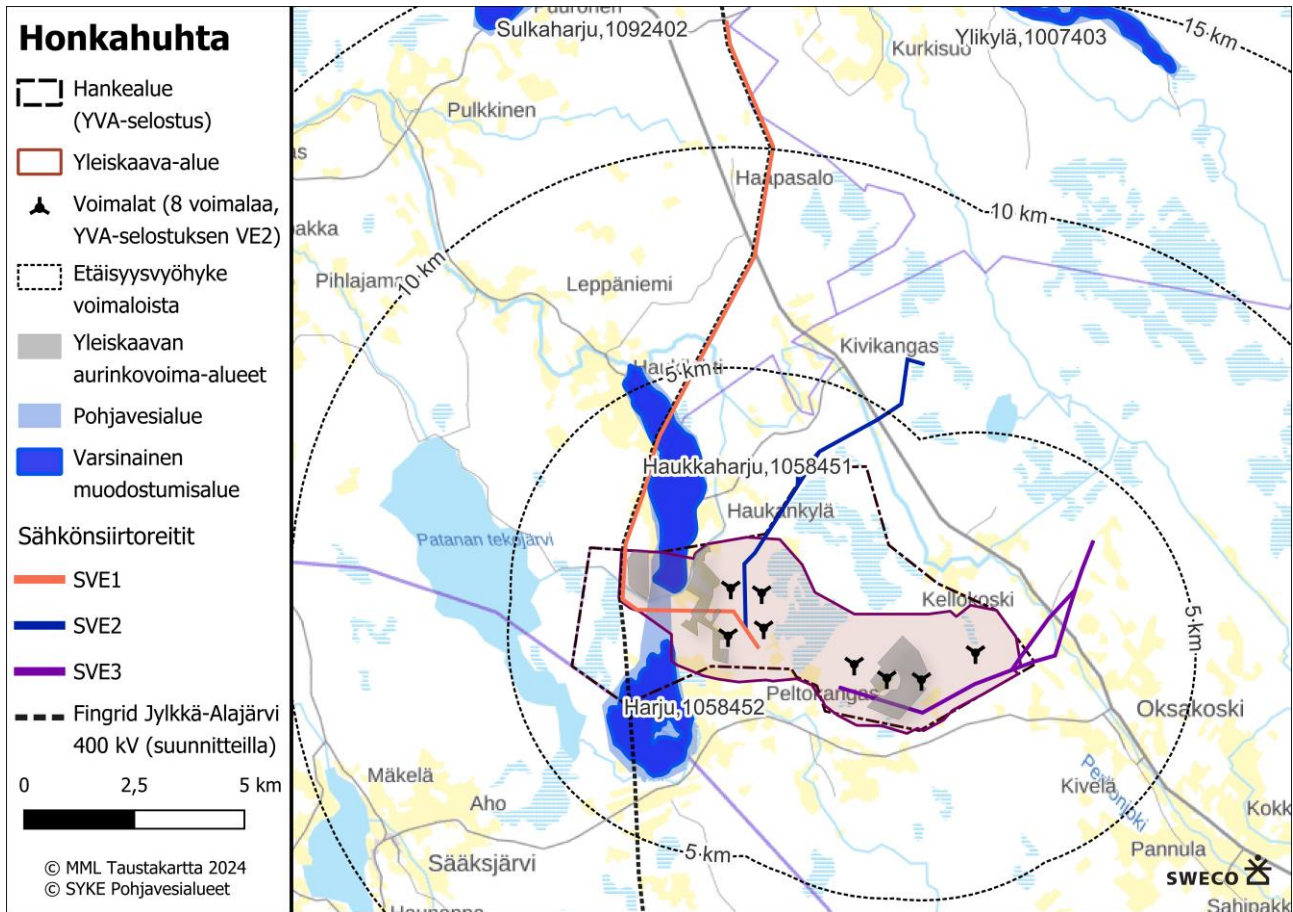 Honkahuhta
Hankealue
(YVA-selostus)
Yleiskaava-alue
Voimalat (8 voimalaa,
YVA-selostuksen VE2)
Etäisyysvyöhyke
voimaloista
Yleiskaavan
aurinkovoima-alueet
Pohjavesialue
Varsinainen
muodostumisalue
Sähkönsiirtoreitit
SVE1
SVE2
SVE3
Fingrid Jylkkä-Alajärvi
400 kV (suunnitteilla)
0 2,5 5 km
© MML Taustakartta 2024
© SYKE Pohjavesialueet
Sulkaharju,1092402
Ylikylä,1007403
15 km
Kurkisuo
Pulkkinen
Haapasalo
10 km
Pihlajama
10 km
Leppäniemi
Kivikangas
5 km
Haukkaharju,1058451
Haukankylä
Patanan tekojärvi
Kellokoski
5 km
Peltokangas
Harju,1058452
Oksakoski
Mäkelä
Aho
Kivelä
Kokk
5 km
Pannula
Sääksjärvi
SWECO
Sahipakk